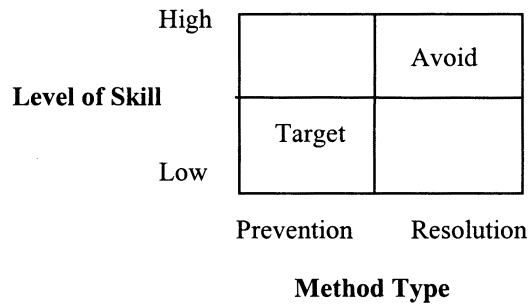 High
Avoid
Level of Skill
Target
Low
Prevention Resolution
Method Type